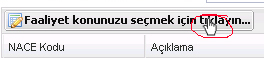 Faaliyet konunuzu seçmek için tıklayın...
NACE Kodu
Açıklama